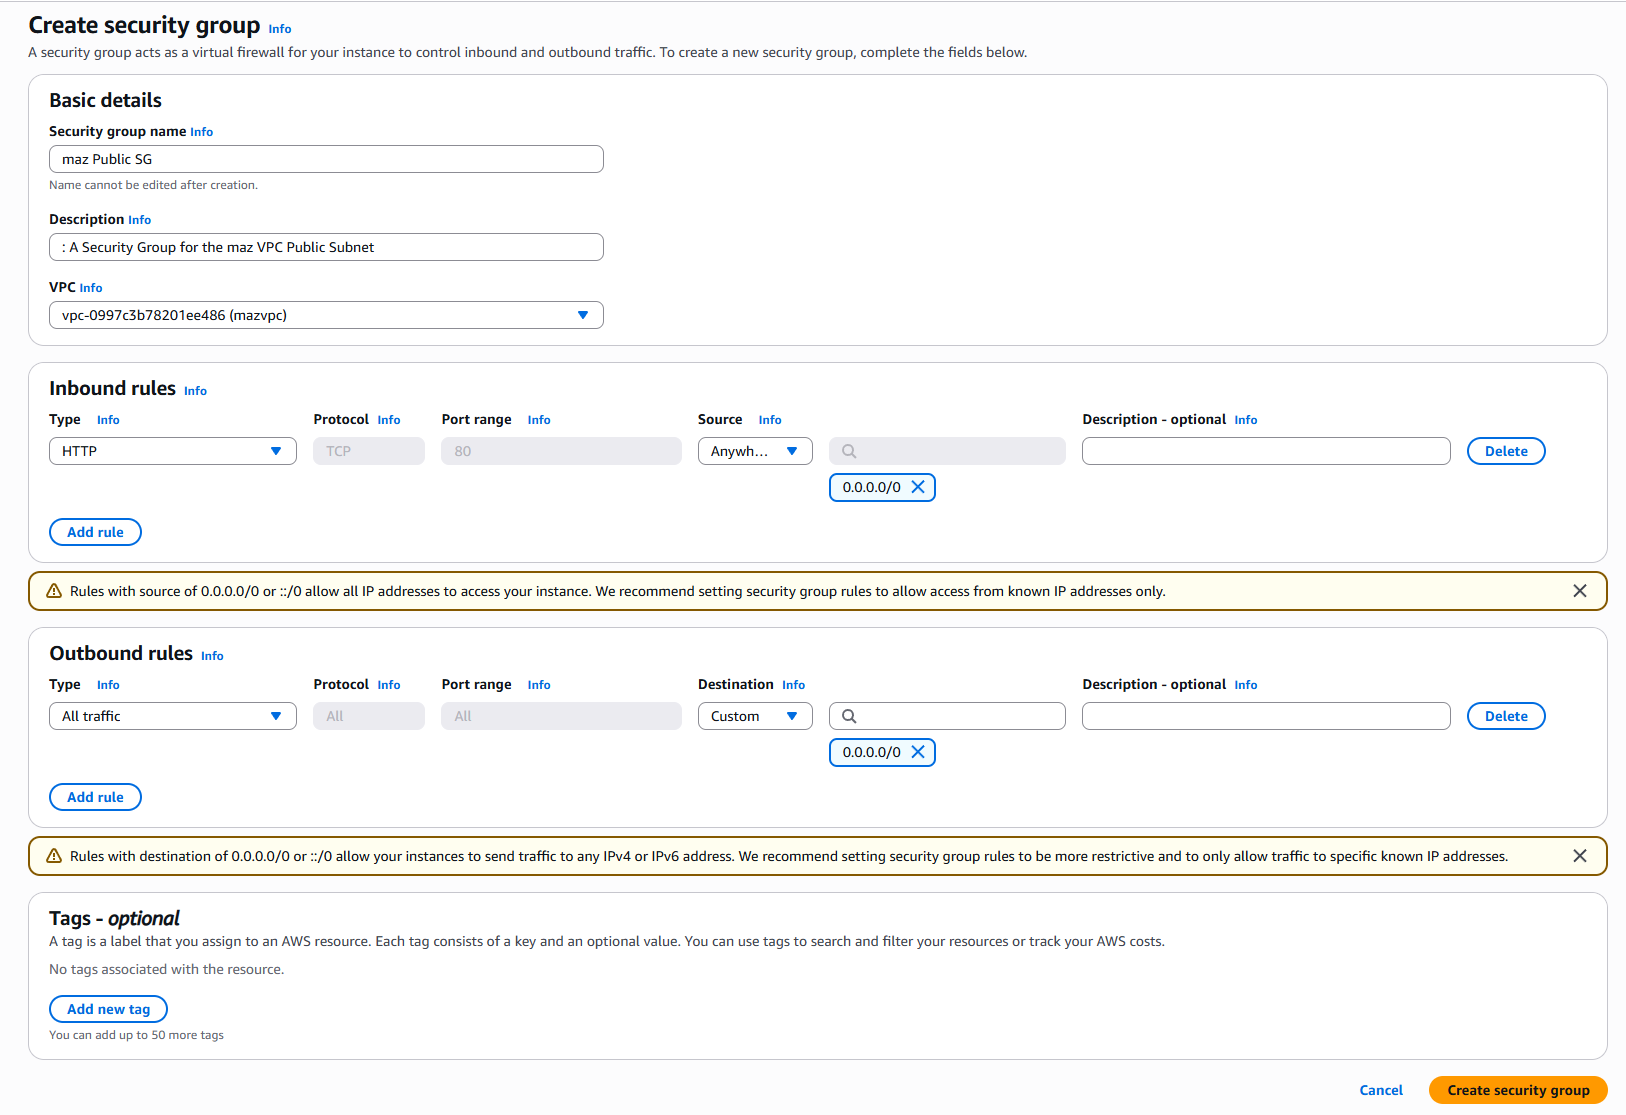 Create security group Info
A security group acts as a virtual firewall for your instance to control inbound and outbound traffic. To create a new security group, complete the fields below.
Basic details
Security group name Info
maz Public SG
Name cannot be edited after creation.
Description Info
: A Security Group for the maz VPC Public Subnet
VPC Info
vpc-0997c3b78201ee486 (mazvpc)
Inbound rules Info
Type Info Protocol Info Port range Info Source Info Description - optional Info
HTTP TCP 80 Anywh... Delete
0.0.0.0/0
Add rule
Rules with source of 0.0.0.0/0 or ::/0 allow all IP addresses to access your instance. We recommend setting security group rules to allow access from known IP addresses only.
Outbound rules Info
Type Info Protocol Info Port range Info Destination Info Description - optional Info
All traffic All All Custom Delete
0.0.0.0/0
Add rule
Rules with destination of 0.0.0.0/0 or ::/0 allow your instances to send traffic to any IPv4 or IPv6 address. We recommend setting security group rules to be more restrictive and to only allow traffic to specific known IP addresses.
Tags - optional
A tag is a label that you assign to an AWS resource. Each tag consists of a key and an optional value. You can use tags to search and filter your resources or track your AWS costs.
No tags associated with the resource.
Add new tag
You can add up to 50 more tags
Cancel Create security group